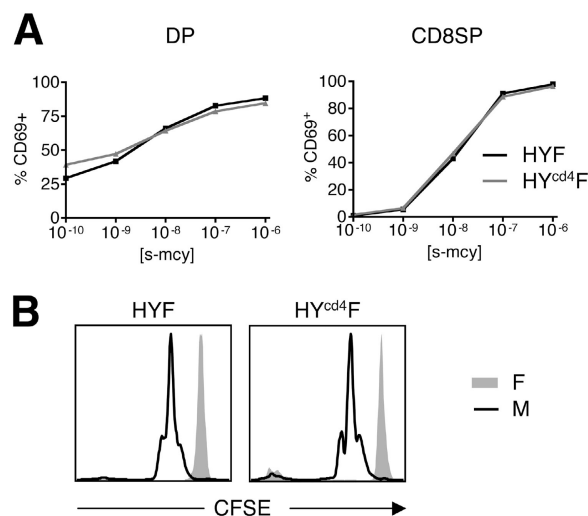 A
DP
CD8SP
% CD69+
100
75
50
25
0
10-10
10-9
10-8
10-7
10-6
[s-mcy]
% CD69+
100
80
60
40
20
0
10-10
10-9
10-8
10-7
10-6
[s-mcy]
HYF
HYcd4F
B
HYF
HYcd4F
F
M
CFSE